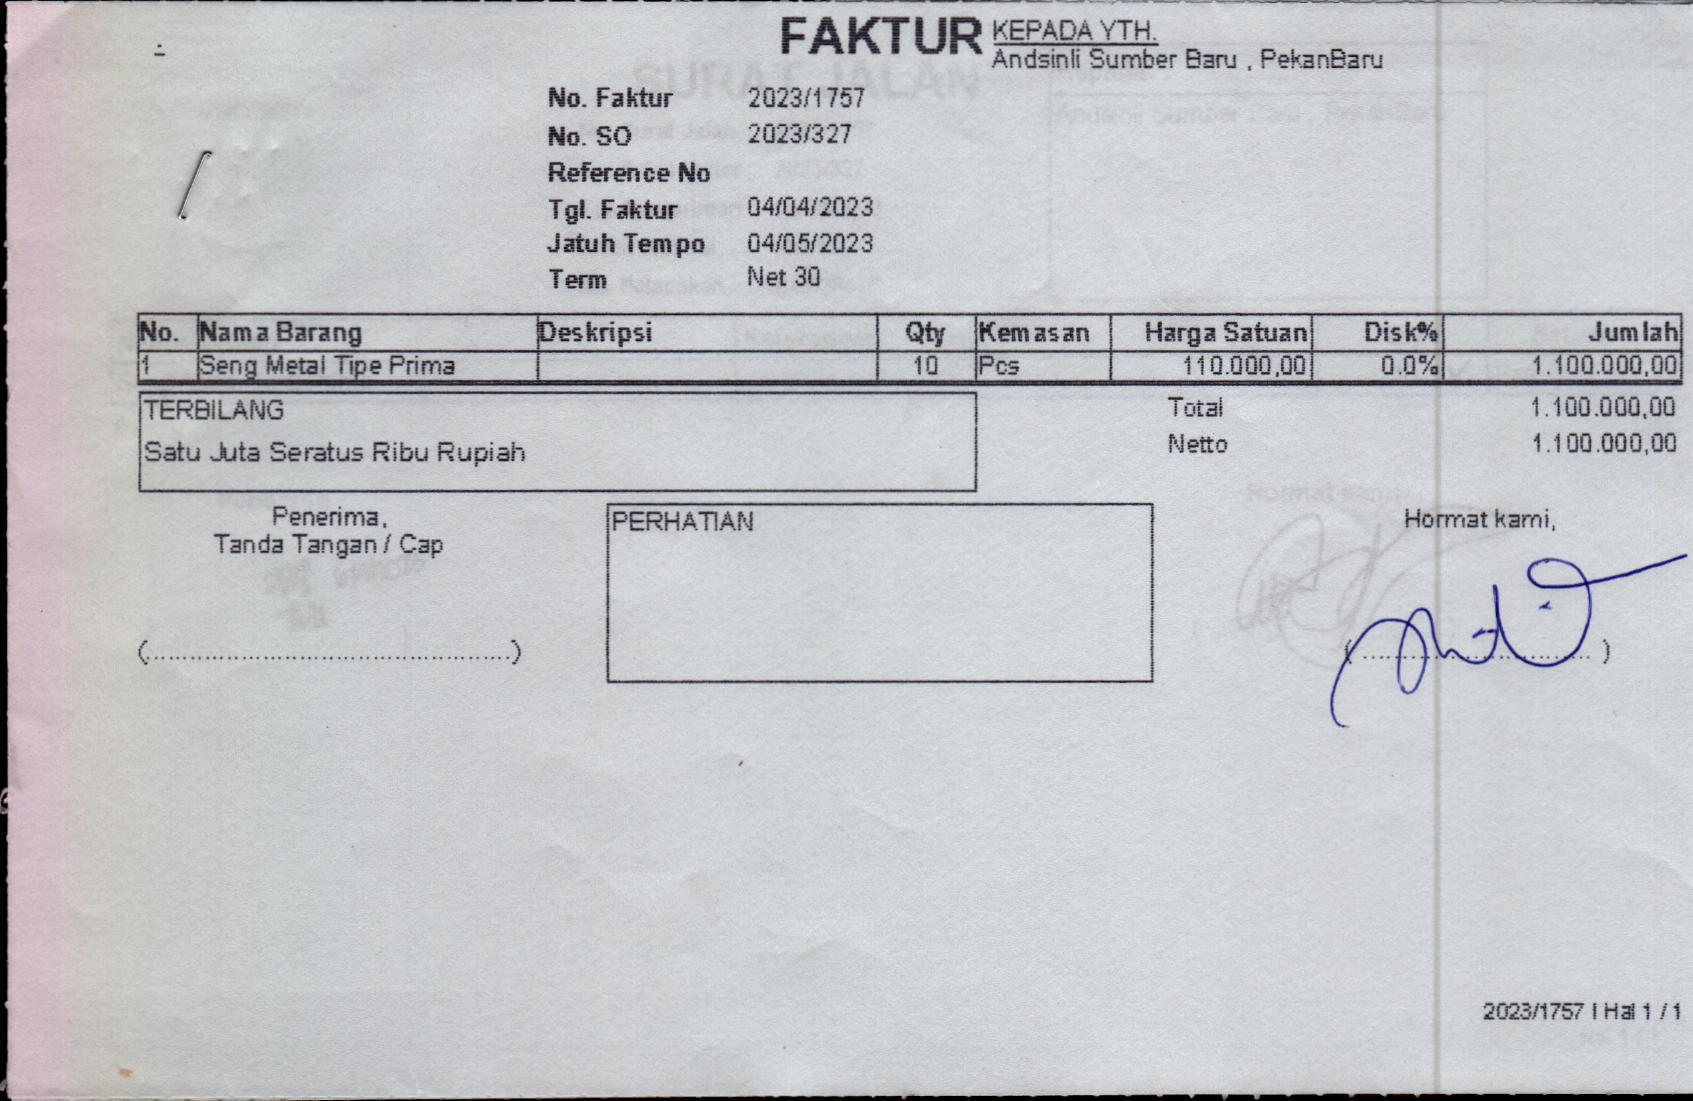 FAKTUR
KEPADA YTH.
Andsinli Sumber Baru , PekanBaru
No. Faktur 2023/1757
No. SO 2023/327
Reference No
Tgl. Faktur 04/04/2023
Jatuh Tempo 04/05/2023
Term Net 30
No. Nama Barang Deskripsi Qty Kemasan Harga Satuan Disk% Jumlah
1 Seng Metal Tipe Prima 10 Pcs 110.000,00 0.0% 1.100.000,00
TERBILANG
Satu Juta Seratus Ribu Rupiah
Total 1.100.000,00
Netto 1.100.000,00
Penerima,
Tanda Tangan / Cap
(..............................................)
PERHATIAN
Hormat kami,
( .............................. )
2023/1757 | Hal 1 / 1
SURAT JALAN